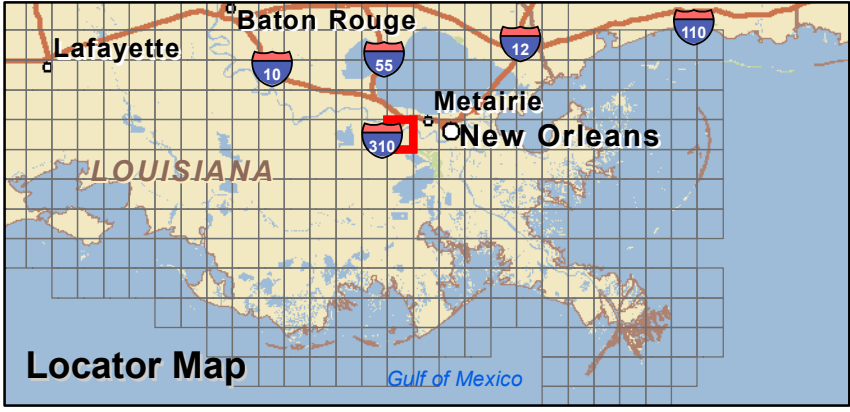 Baton Rouge
110
Lafayette
12
55
10
Metairie
New Orleans
310
LOUISIANA
Locator Map
Gulf of Mexico